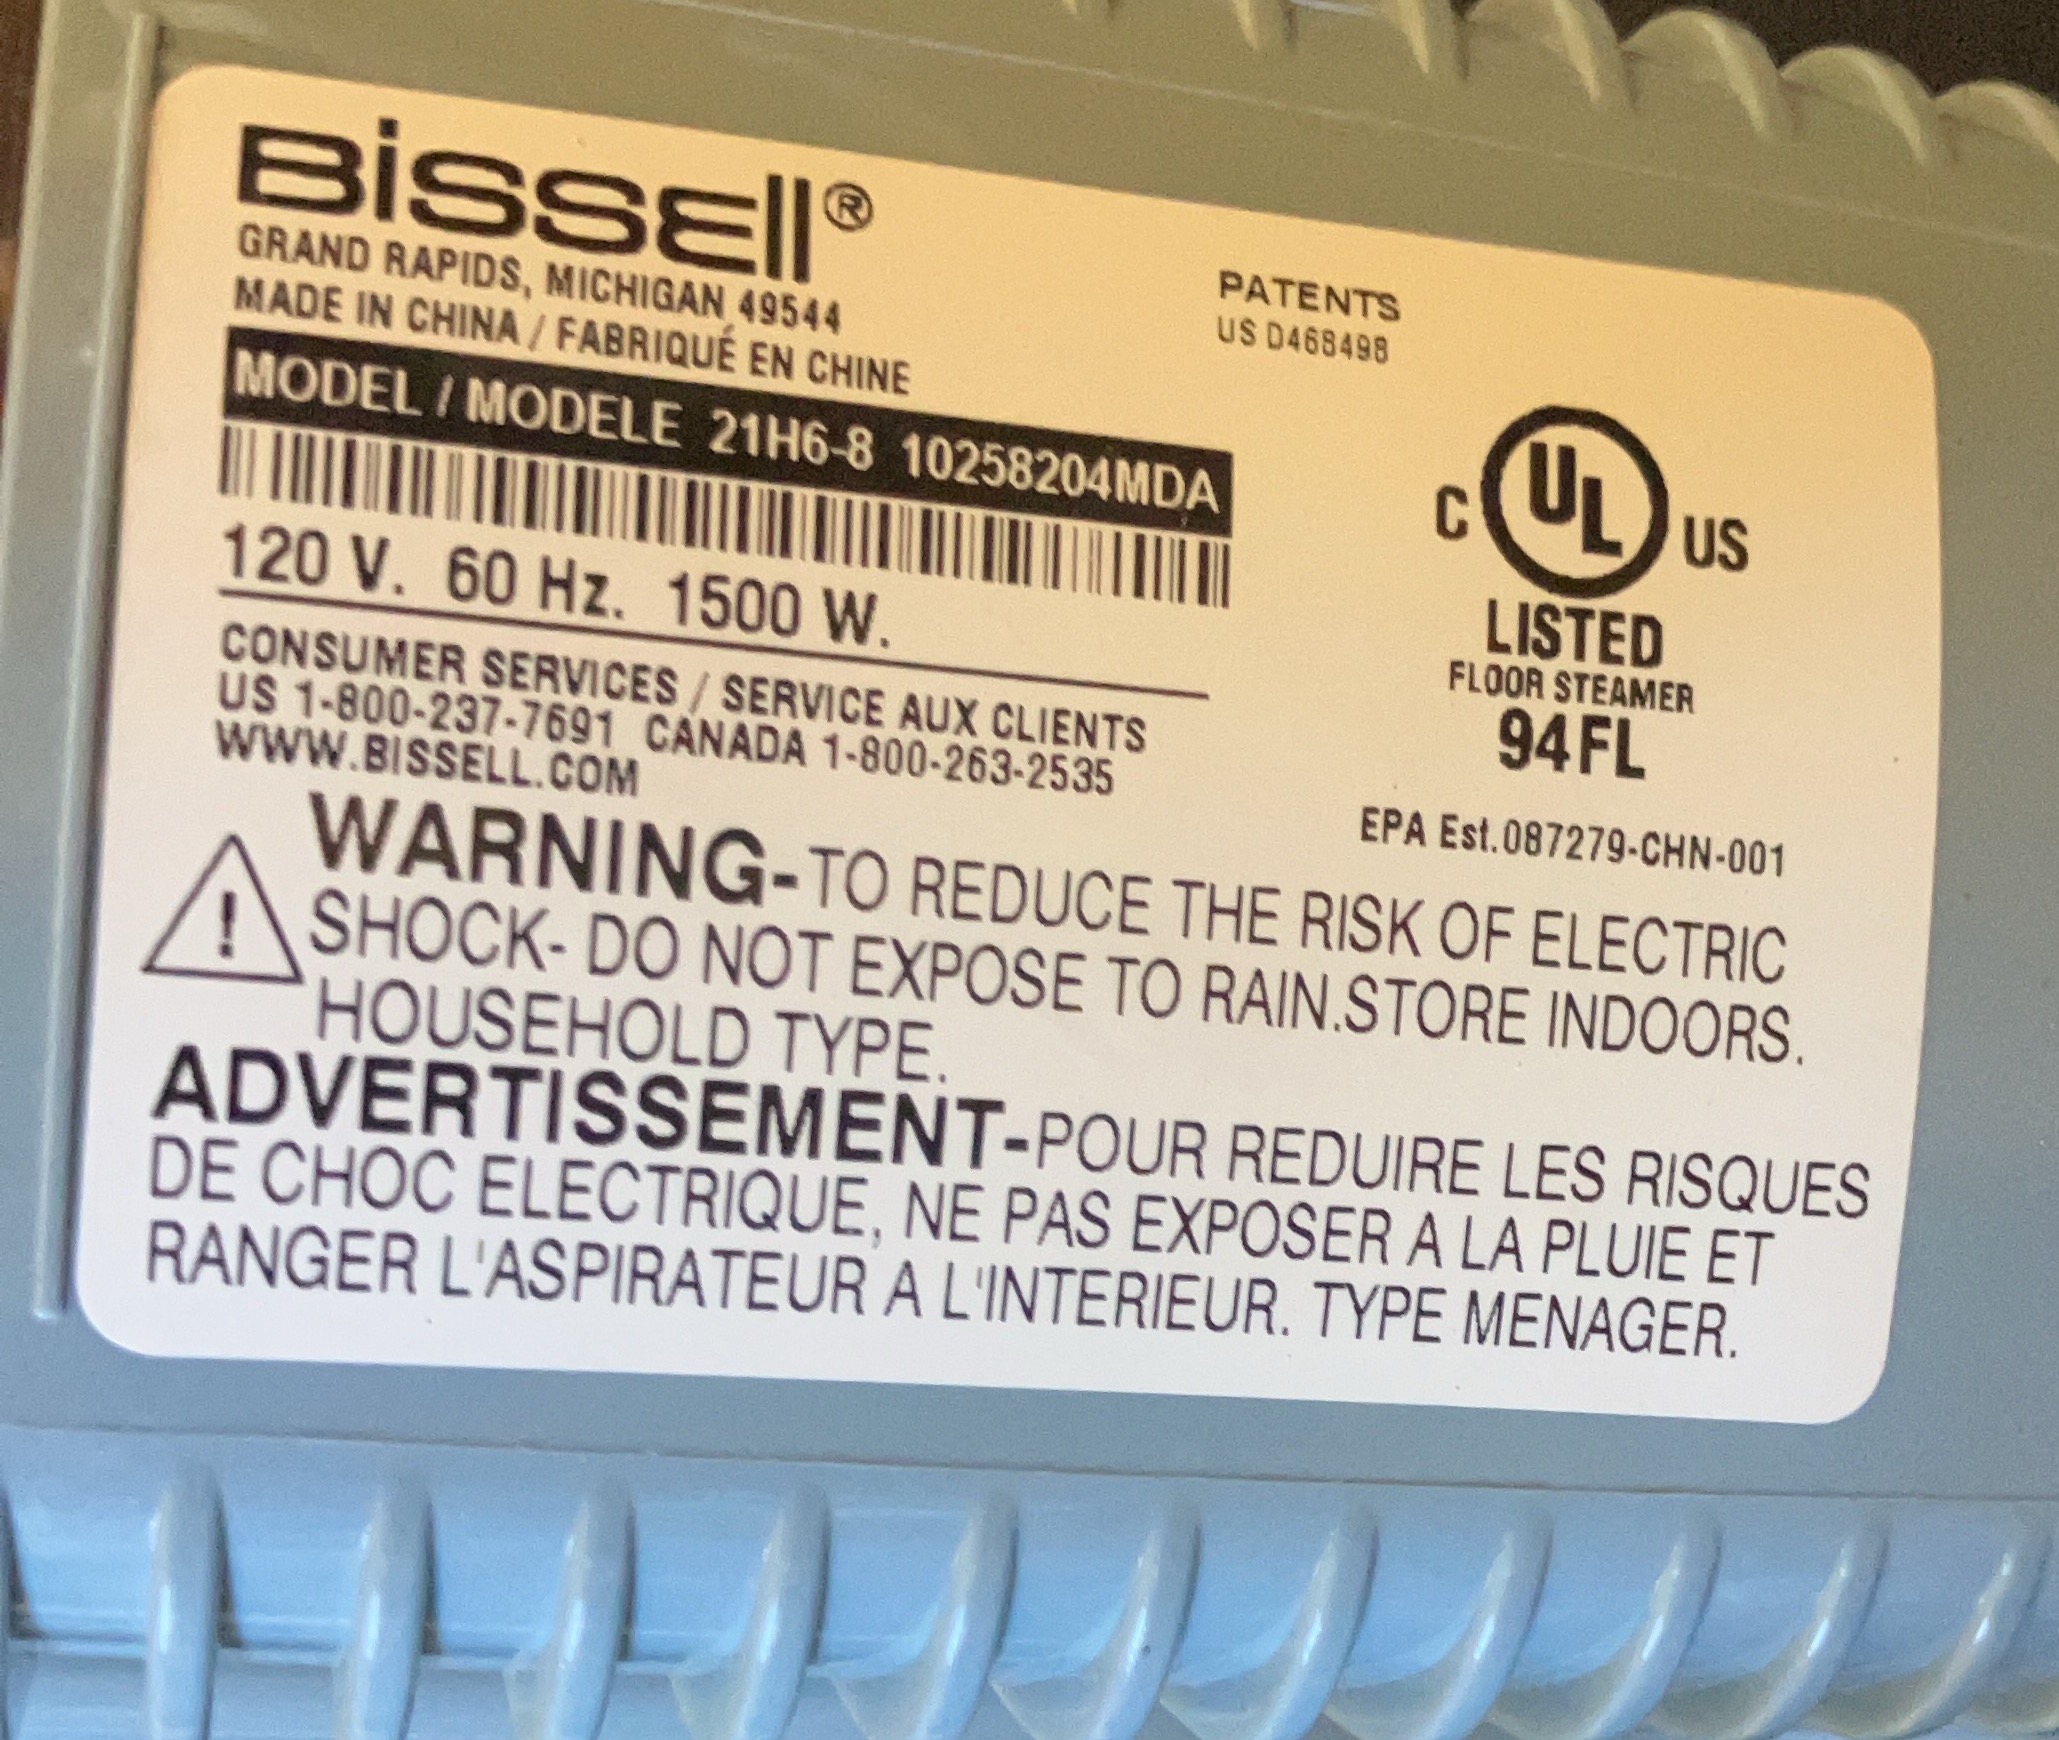 BISSELL®
GRAND RAPIDS, MICHIGAN 49544
MADE IN CHINA / FABRIQUÉ EN CHINE
MODEL / MODELE 21H6-8 10258204MDA
120 V. 60 Hz. 1500 W.
CONSUMER SERVICES / SERVICE AUX CLIENTS
US 1-800-237-7691 CANADA 1-800-263-2535
WWW.BISSELL.COM
PATENTS
US D468498
C UL US
LISTED
FLOOR STEAMER
94FL
EPA Est.087279-CHN-001
! WARNING-TO REDUCE THE RISK OF ELECTRIC
SHOCK- DO NOT EXPOSE TO RAIN.STORE INDOORS.
HOUSEHOLD TYPE.
ADVERTISSEMENT-POUR REDUIRE LES RISQUES
DE CHOC ELECTRIQUE, NE PAS EXPOSER A LA PLUIE ET
RANGER L'ASPIRATEUR A L'INTERIEUR. TYPE MENAGER.